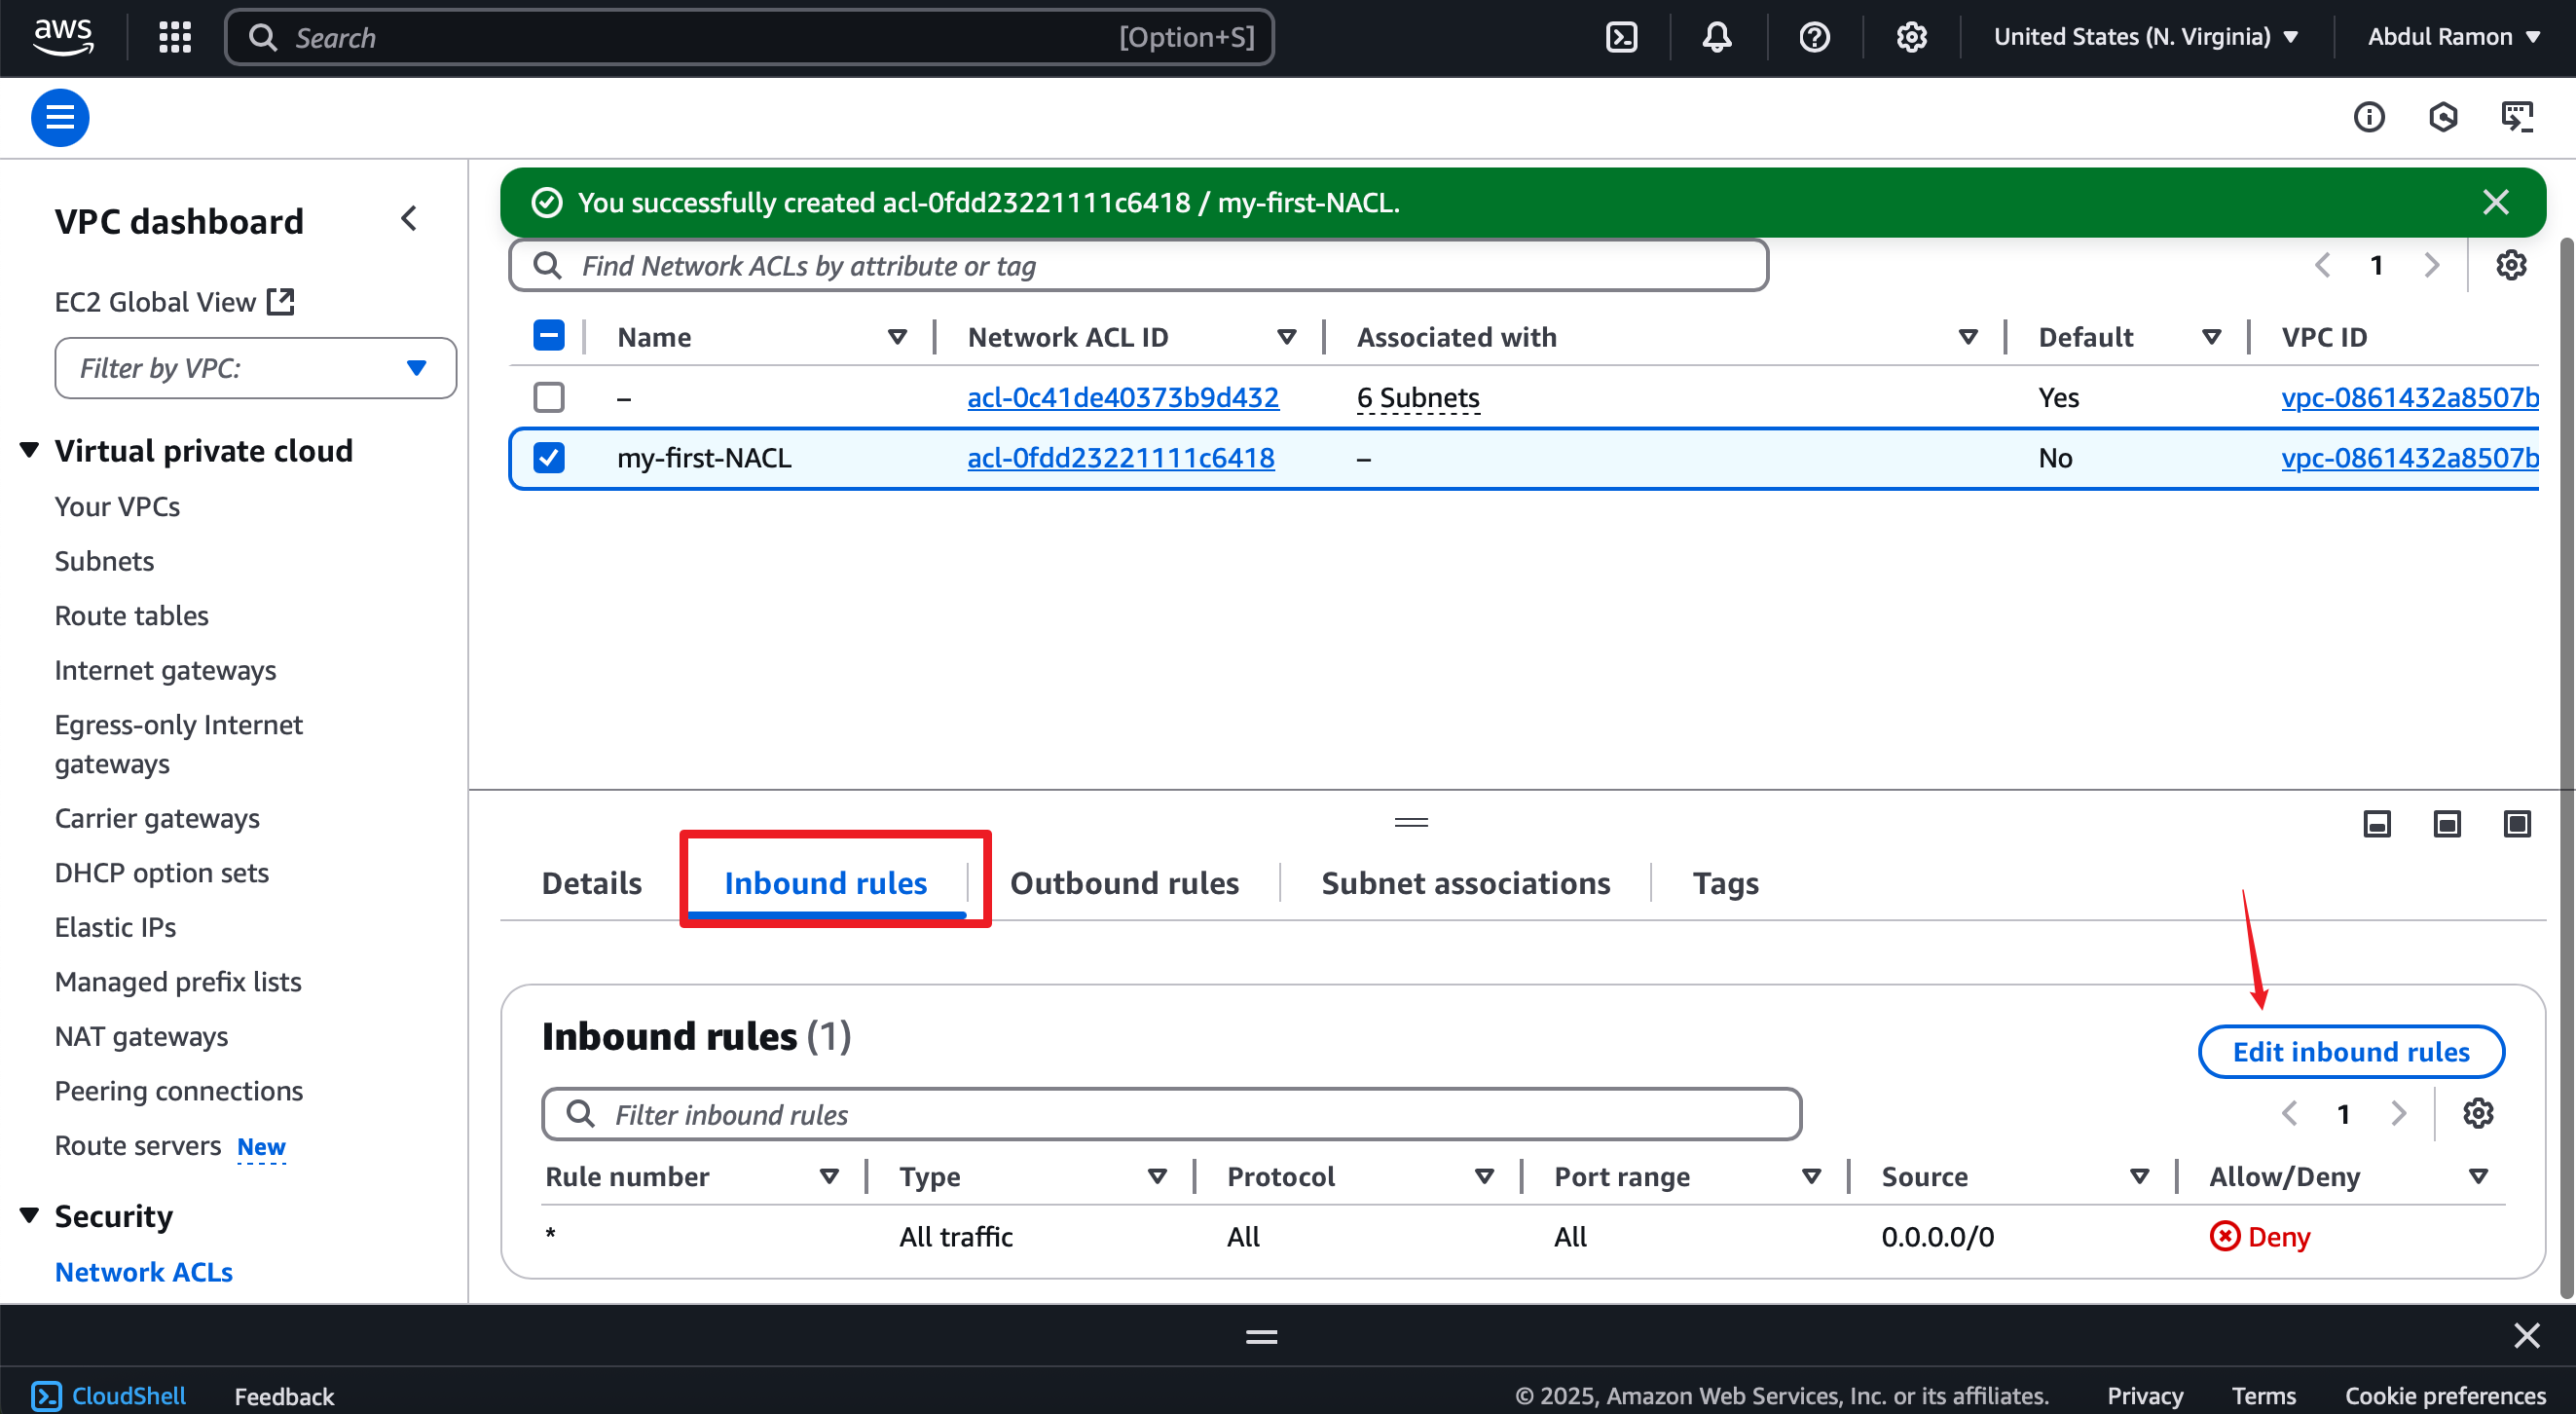 aws
Search [Option+S] United States (N. Virginia) Abdul Ramon
VPC dashboard
EC2 Global View
Filter by VPC:
Virtual private cloud
Your VPCs
Subnets
Route tables
Internet gateways
Egress-only Internet
gateways
Carrier gateways
DHCP option sets
Elastic IPs
Managed prefix lists
NAT gateways
Peering connections
Route servers New
Security
Network ACLs
You successfully created acl-0fdd23221111c6418 / my-first-NACL.
Find Network ACLs by attribute or tag 1
Name Network ACL ID Associated with Default VPC ID
– acl-0c41de40373b9d432 6 Subnets Yes vpc-0861432a8507b
my-first-NACL acl-0fdd23221111c6418 – No vpc-0861432a8507b
Details Inbound rules Outbound rules Subnet associations Tags
Inbound rules (1)
Edit inbound rules
Filter inbound rules 1
Rule number Type Protocol Port range Source Allow/Deny
* All traffic All All 0.0.0.0/0 Deny
CloudShell Feedback © 2025, Amazon Web Services, Inc. or its affiliates. Privacy Terms Cookie preferences